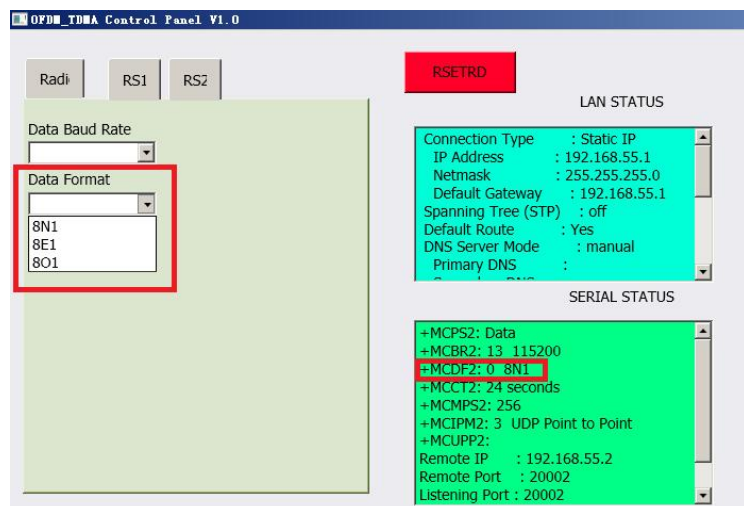 OFDM_TDMA Control Panel V1.0
Radi
RS1
RS2
RSETRD
Data Baud Rate
Data Format
8N1
8E1
8O1
LAN STATUS
Connection Type : Static IP
IP Address : 192.168.55.1
Netmask : 255.255.255.0
Default Gateway : 192.168.55.1
Spanning Tree (STP) : off
Default Route : Yes
DNS Server Mode : manual
Primary DNS :
SERIAL STATUS
+MCPS2: Data
+MCBR2: 13 115200
+MCDF2: 0 8N1
+MCCT2: 24 seconds
+MCMPS2: 256
+MCIPM2: 3 UDP Point to Point
+MCUPP2:
Remote IP : 192.168.55.2
Remote Port : 20002
Listening Port : 20002